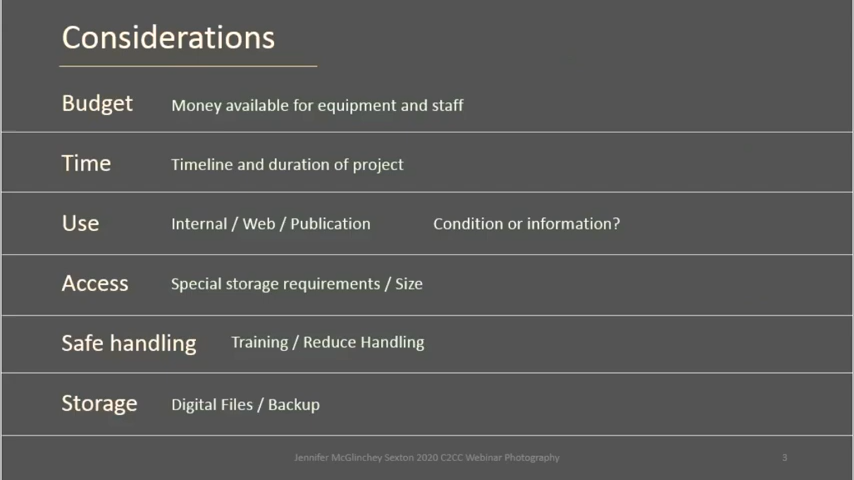 Considerations
Budget Money available for equipment and staff
Time Timeline and duration of project
Use Internal / Web / Publication Condition or information?
Access Special storage requirements / Size
Safe handling Training / Reduce Handling
Storage Digital Files / Backup
Jennifer McGlinchey Sexton 2020 C2CC Webinar Photography 3